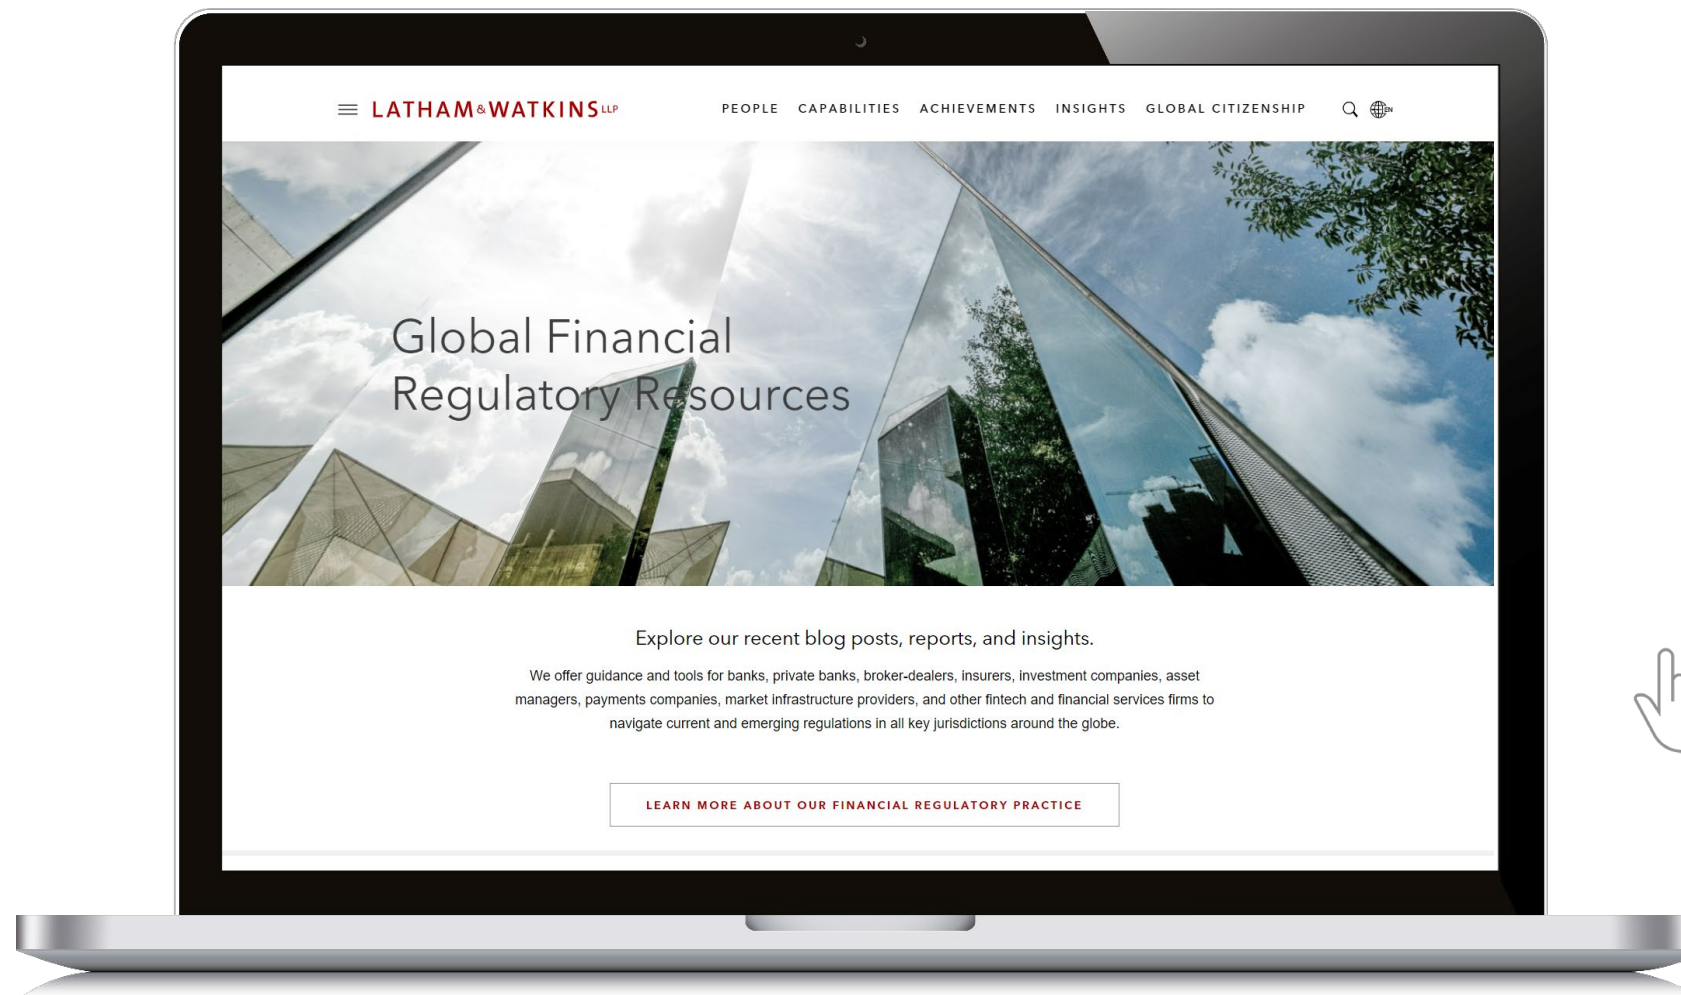 LATHAM&WATKINS LLP
PEOPLE CAPABILITIES ACHIEVEMENTS INSIGHTS GLOBAL CITIZENSHIP EN
Global Financial
Regulatory Resources
Explore our recent blog posts, reports, and insights.
We offer guidance and tools for banks, private banks, broker-dealers, insurers, investment companies, asset
managers, payments companies, market infrastructure providers, and other fintech and financial services firms to
navigate current and emerging regulations in all key jurisdictions around the globe.
LEARN MORE ABOUT OUR FINANCIAL REGULATORY PRACTICE